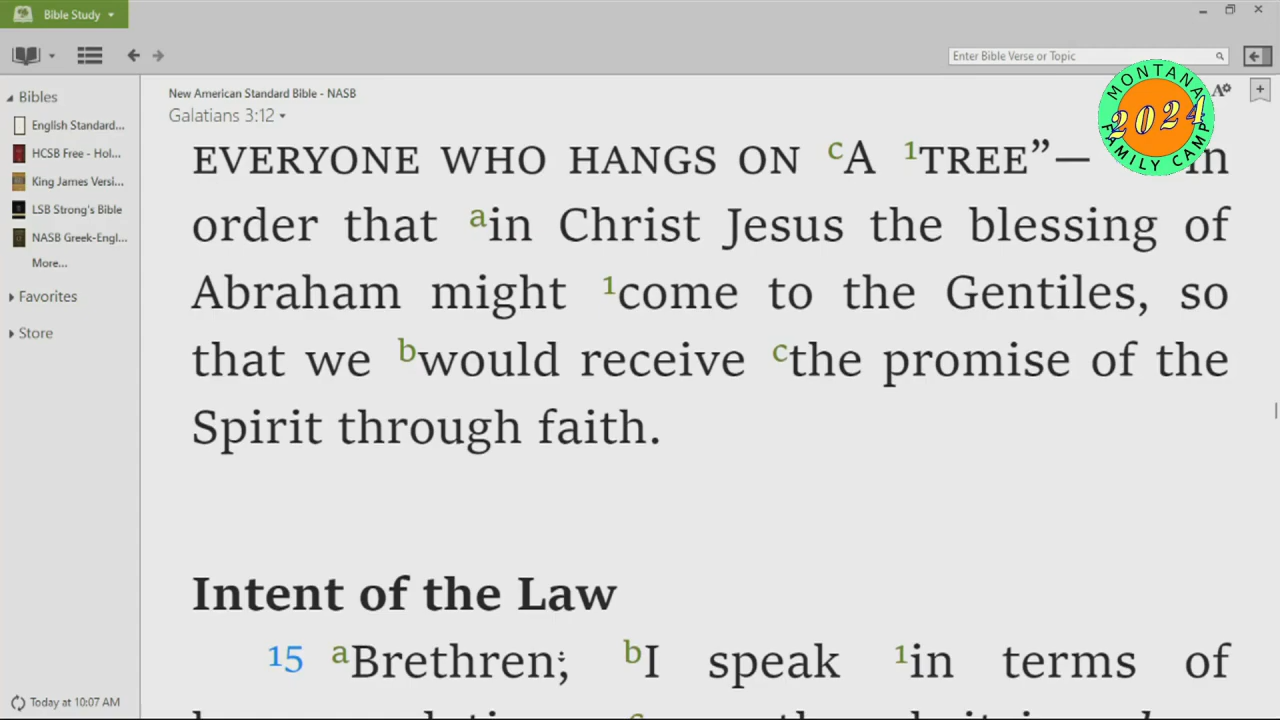 Bible Study
Enter Bible Verse or Topic
Bibles
English Standard...
HCSB Free - Hol...
King James Versi...
LSB Strong's Bible
NASB Greek-Engl...
More...
Favorites
Store
Today at 10:07 AM
New American Standard Bible - NASB
Galatians 3:12
MONTANA
2024
FAMILY CAMP
EVERYONE WHO HANGS ON cA 1TREE”— in
order that ain Christ Jesus the blessing of
Abraham might 1come to the Gentiles, so
that we bwould receive cthe promise of the
Spirit through faith.
Intent of the Law
15 aBrethren, bI speak 1in terms of